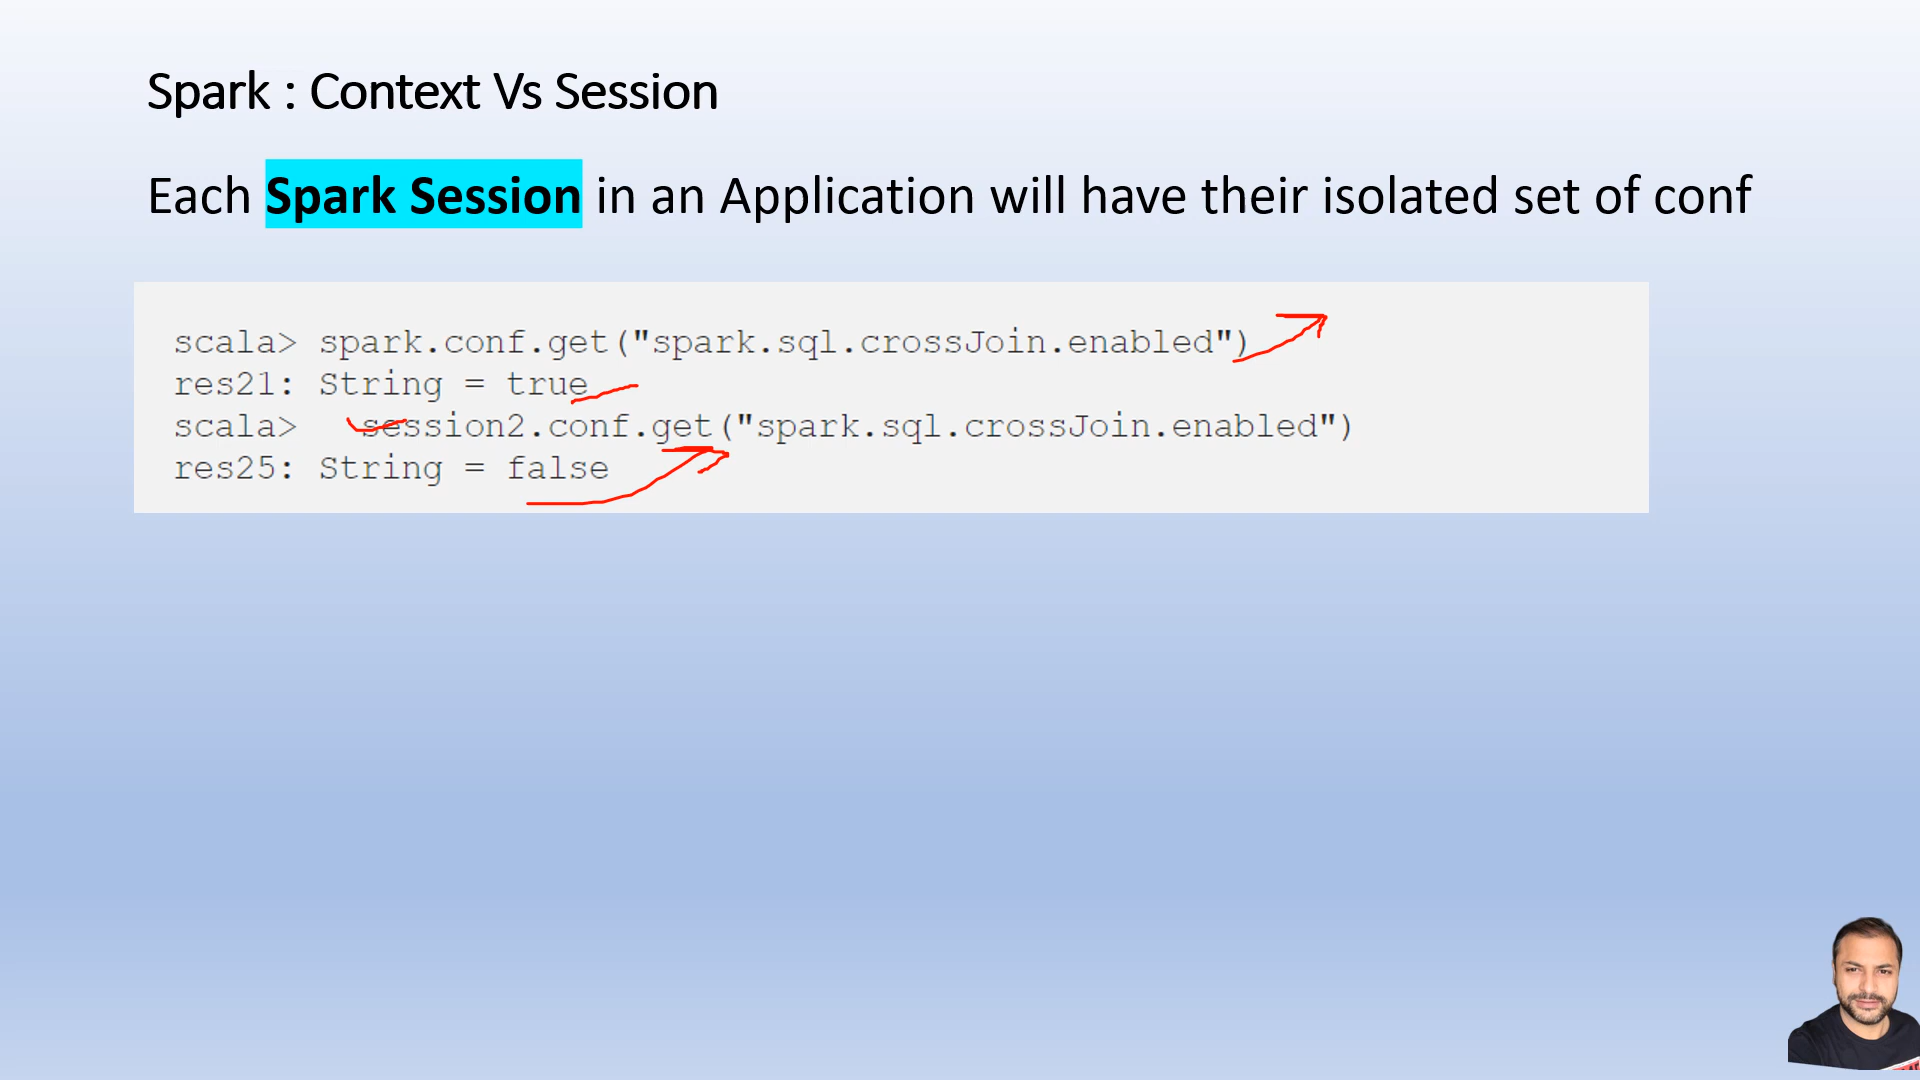 Spark : Context Vs Session
Each Spark Session in an Application will have their isolated set of conf
scala> spark.conf.get("spark.sql.crossJoin.enabled")
res21: String = true
scala>   session2.conf.get("spark.sql.crossJoin.enabled")
res25: String = false